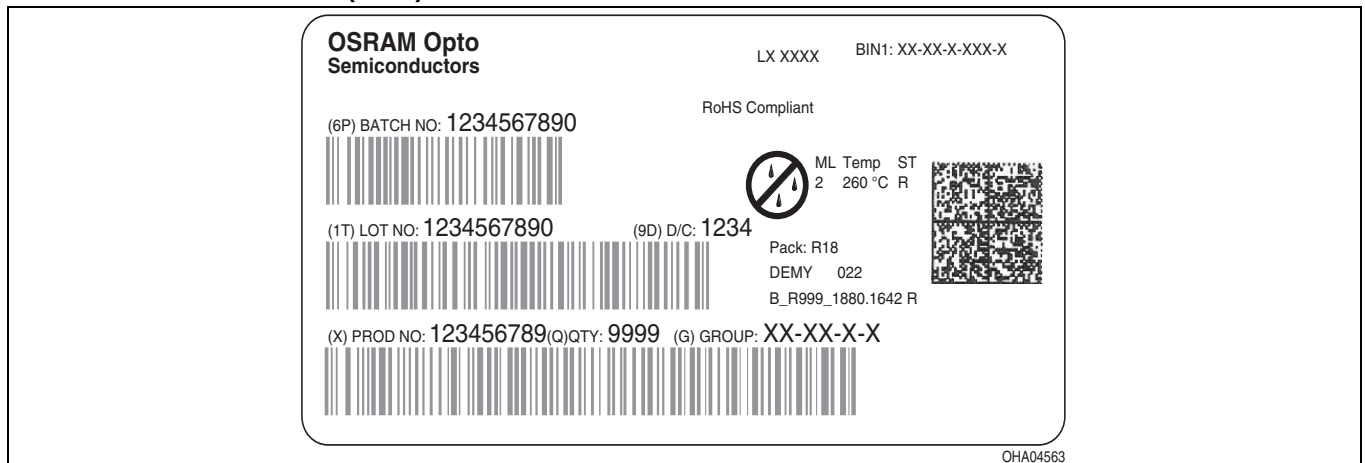 OSRAM Opto
Semiconductors
LX XXXX
BIN1: XX-XX-X-XXX-X
RoHS Compliant
(6P) BATCH NO: 1234567890
ML Temp ST
2 260 °C R
(1T) LOT NO: 1234567890 (9D) D/C: 1234
Pack: R18
DEMY 022
B_R999_1880.1642 R
(X) PROD NO: 123456789(Q)QTY: 9999 (G) GROUP: XX-XX-X-X
OHA04563